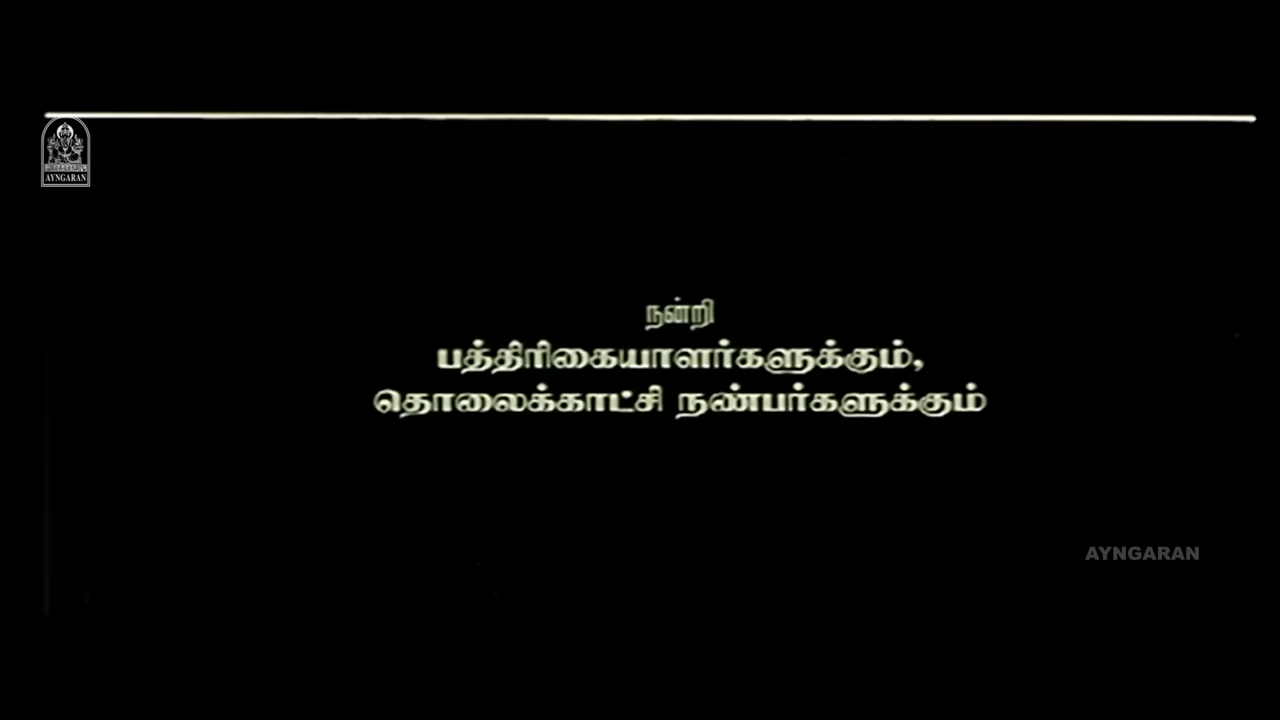 AYNGARAN
நன்றி
பத்திரிகையாளர்களுக்கும்,
தொலைக்காட்சி நண்பர்களுக்கும்
AYNGARAN